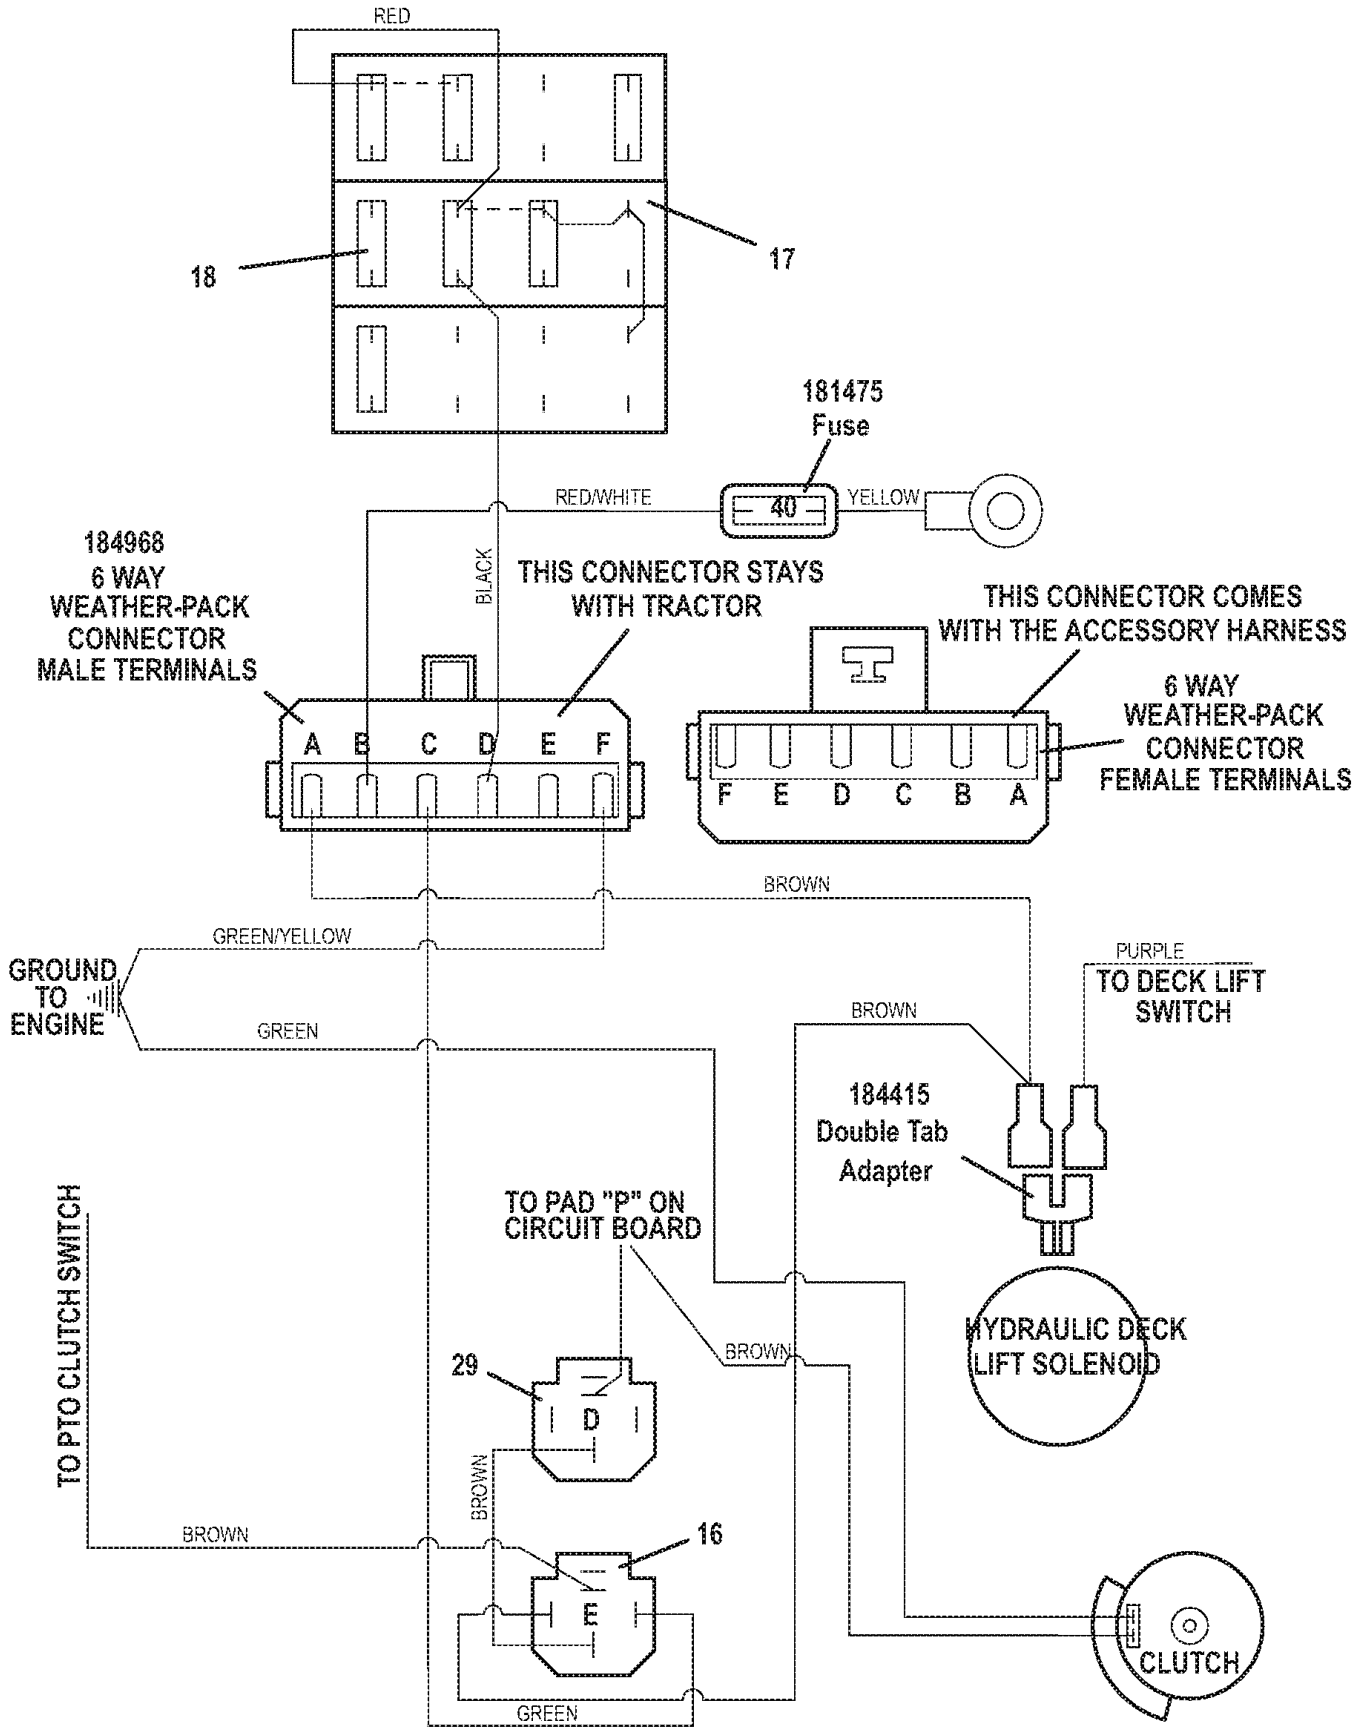 RED
17
18
181475
Fuse
RED/WHITE
40
YELLOW
184968
6 WAY
WEATHER-PACK
CONNECTOR
MALE TERMINALS
BLACK
THIS CONNECTOR STAYS
WITH TRACTOR
THIS CONNECTOR COMES
WITH THE ACCESSORY HARNESS
6 WAY
WEATHER-PACK
CONNECTOR
FEMALE TERMINALS
A B C D E F
F E D C B A
BROWN
GREEN/YELLOW
GROUND
TO
ENGINE
GREEN
PURPLE
TO DECK LIFT
SWITCH
BROWN
184415
Double Tab
Adapter
TO PAD "P" ON
CIRCUIT BOARD
TO PTO CLUTCH SWITCH
HYDRAULIC DECK
LIFT SOLENOID
BROWN
29
D
BROWN
BROWN
16
E
GREEN
CLUTCH